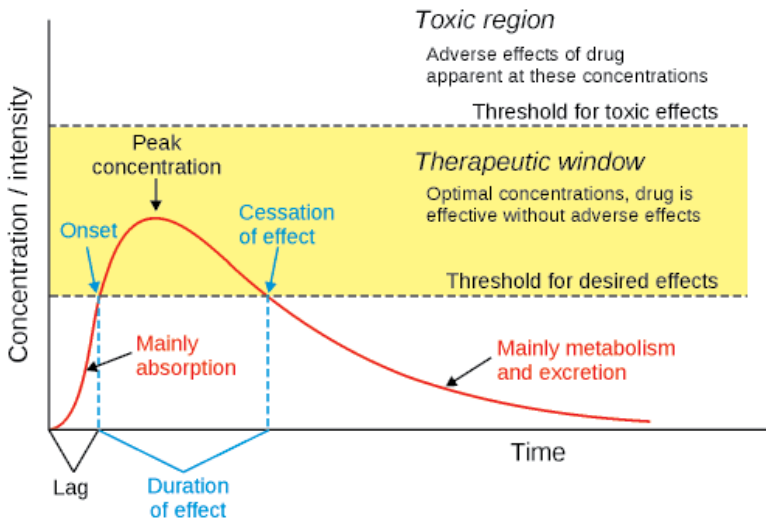 Toxic region
Adverse effects of drug
apparent at these concentrations
Threshold for toxic effects
Peak
concentration
Therapeutic window
Optimal concentrations, drug is
effective without adverse effects
Onset
Cessation
of effect
Threshold for desired effects
Concentration / intensity
Mainly
absorption
Mainly metabolism
and excretion
Time
Lag
Duration
of effect